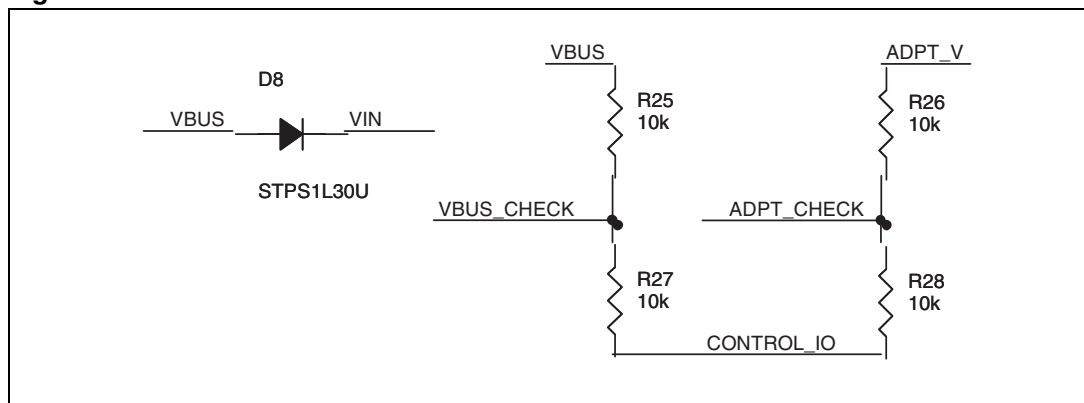 VBUS
ADPT_V
D8
R25
10k
R26
10k
VBUS
VIN
STPS1L30U
VBUS_CHECK
ADPT_CHECK
R27
10k
R28
10k
CONTROL_IO